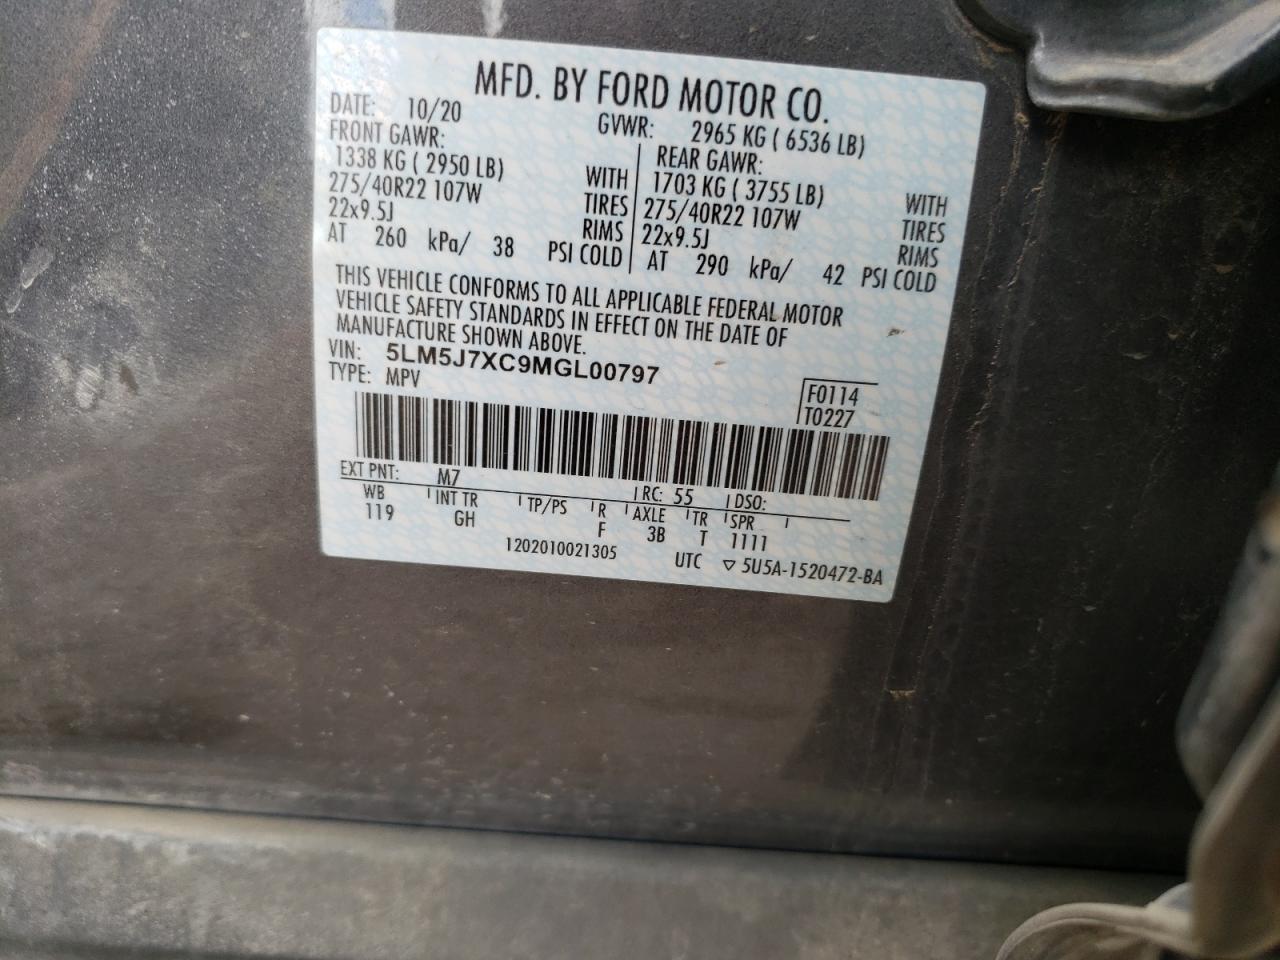 MFD. BY FORD MOTOR CO.
DATE: 10/20 GVWR: 2965 KG ( 6536 LB)
FRONT GAWR:
1338 KG ( 2950 LB) WITH
275/40R22 107W TIRES
22x9.5J RIMS
AT 260 kPa/ 38 PSI COLD
REAR GAWR:
1703 KG ( 3755 LB) WITH
275/40R22 107W TIRES
22x9.5J RIMS
AT 290 kPa/ 42 PSI COLD
THIS VEHICLE CONFORMS TO ALL APPLICABLE FEDERAL MOTOR
VEHICLE SAFETY STANDARDS IN EFFECT ON THE DATE OF
MANUFACTURE SHOWN ABOVE.
VIN: 5LM5J7XC9MGL00797
TYPE: MPV
F0114
T0227
EXT PNT: M7 RC: 55 DSO:
WB INT TR TP/PS R AXLE TR SPR
119 GH F 3B T 1111
1202010021305 UTC ▽ 5U5A-1520472-BA